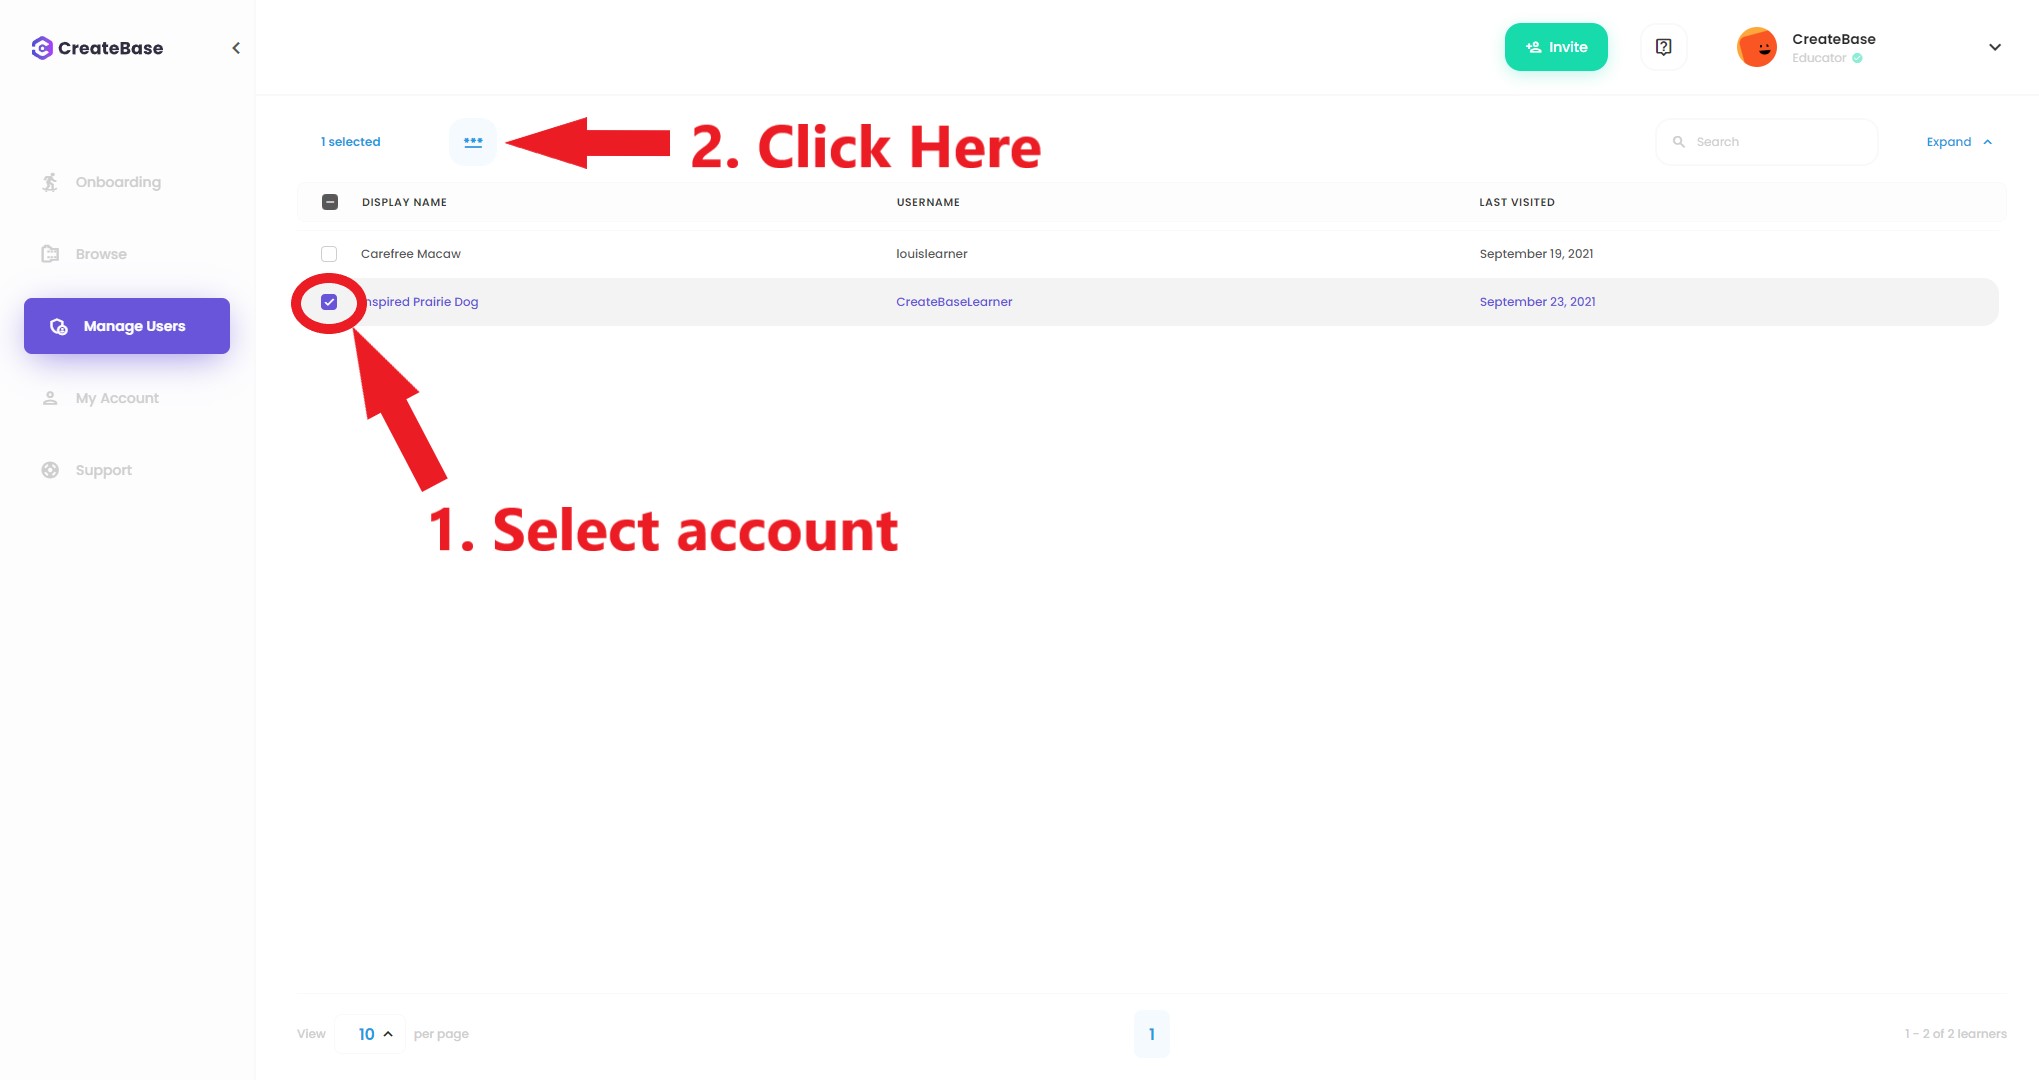 CreateBase
Invite
CreateBase
Educator
1 selected
***
2. Click Here
Search
Expand
DISPLAY NAME USERNAME LAST VISITED
Carefree Macaw louislearner September 19, 2021
nspired Prairie Dog CreateBaseLearner September 23, 2021
Onboarding
Browse
Manage Users
My Account
Support
1. Select account
View 10 per page
1
1 - 2 of 2 learners